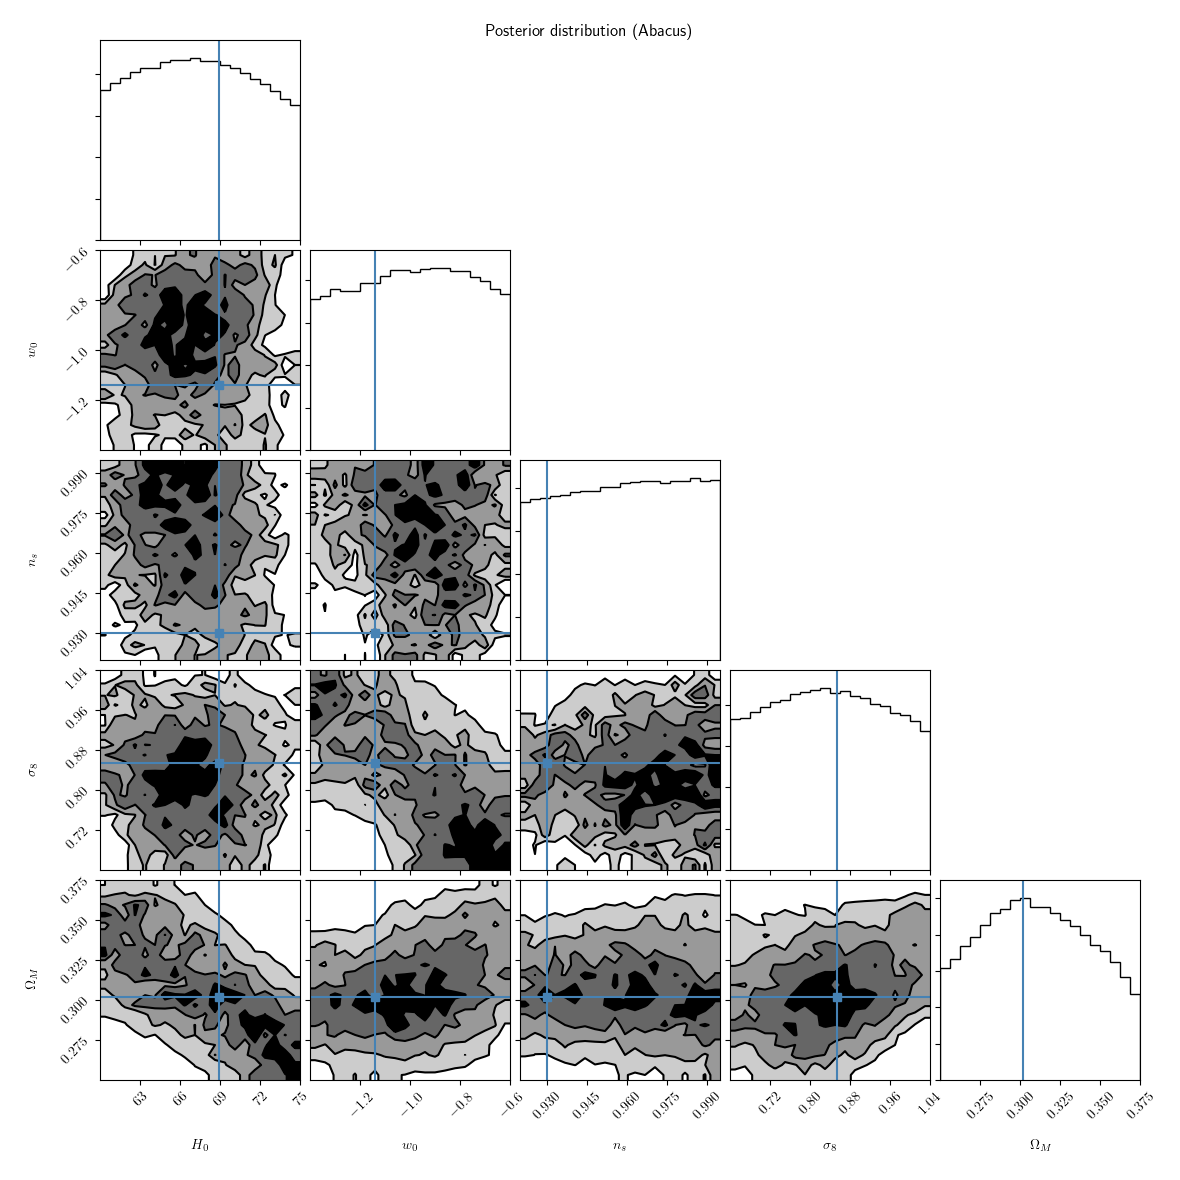 Posterior distribution (Abacus)
w₀
−0.6
−0.8
−1.0
−1.2
nₛ
0.990
0.975
0.960
0.945
0.930
σ₈
1.04
0.96
0.88
0.80
0.72
Ω_M
0.375
0.350
0.325
0.300
0.275
63 66 69 72 75
−1.2 −1.0 −0.8 −0.6
0.930 0.945 0.960 0.975 0.990
0.72 0.80 0.88 0.96 1.04
0.275 0.300 0.325 0.350 0.375
H₀ w₀ nₛ σ₈ Ω_M